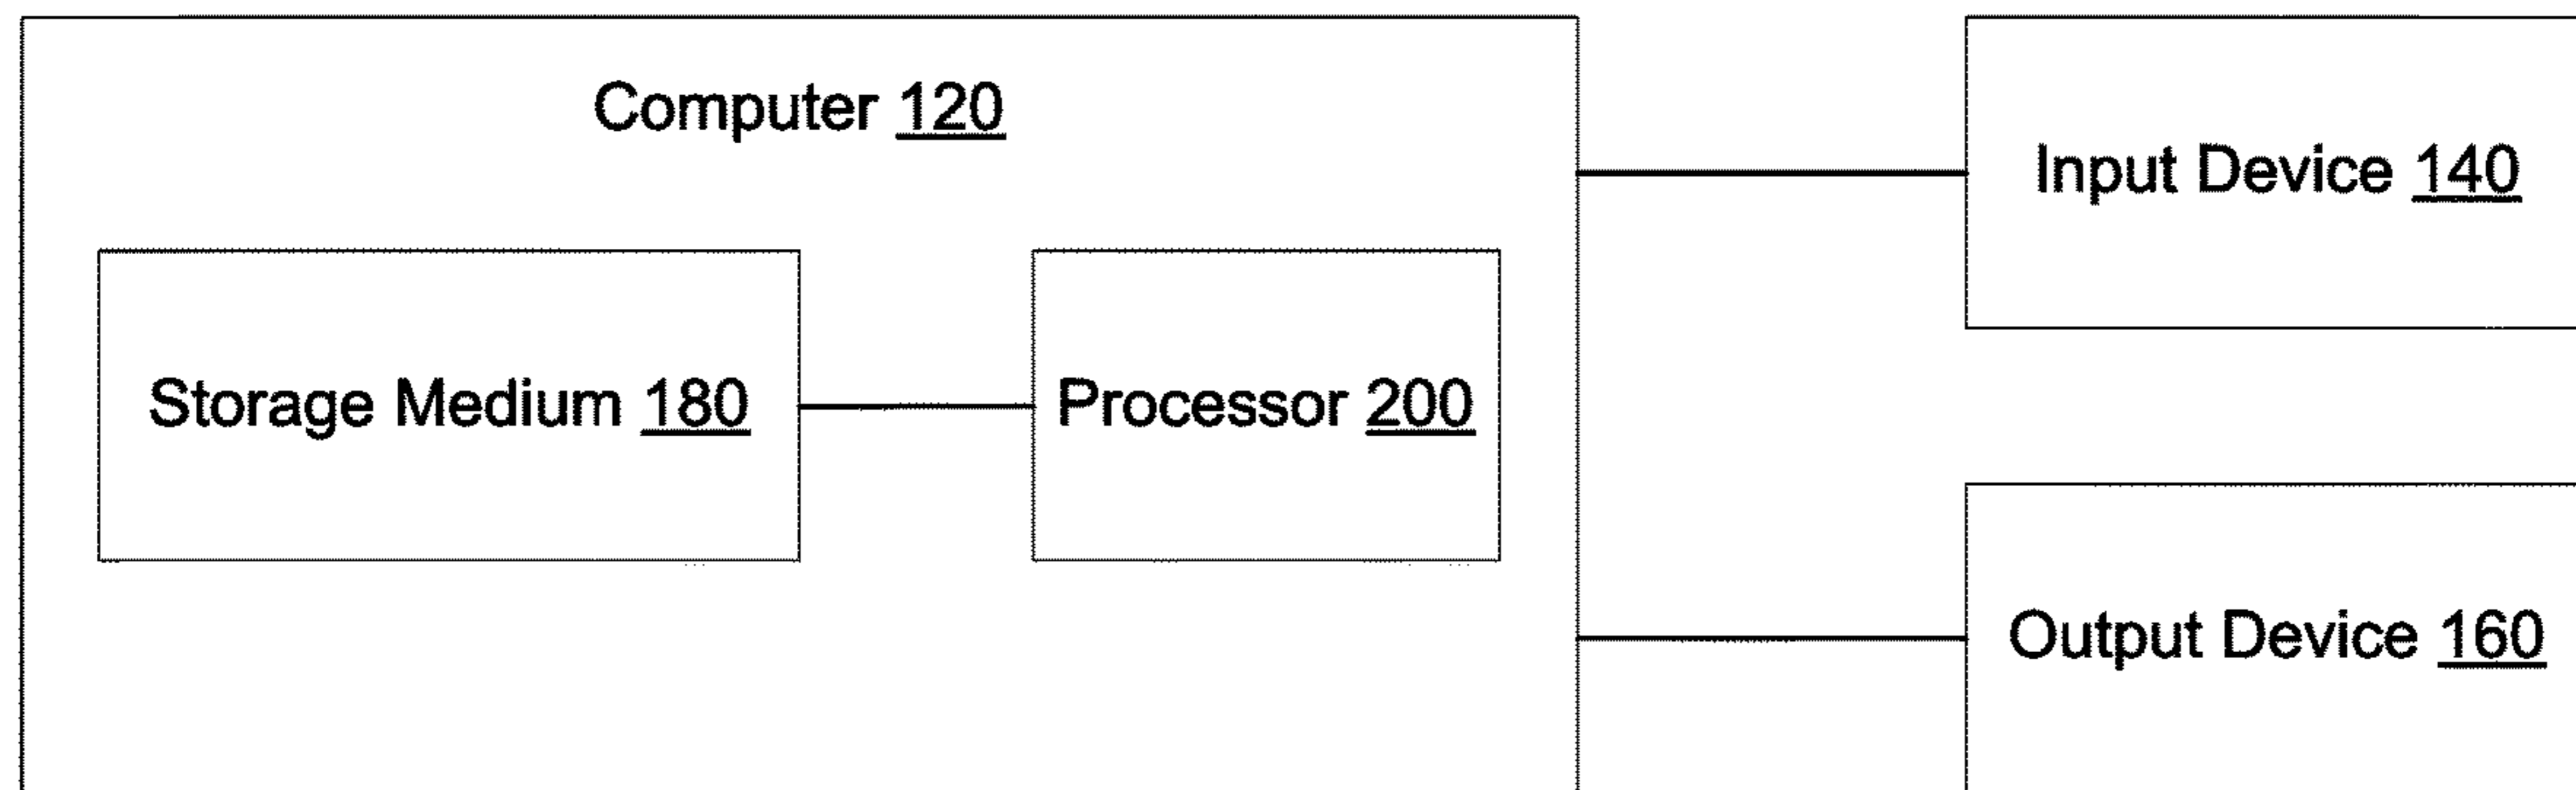 Computer 120
Input Device 140
Storage Medium 180
Processor 200
Output Device 160